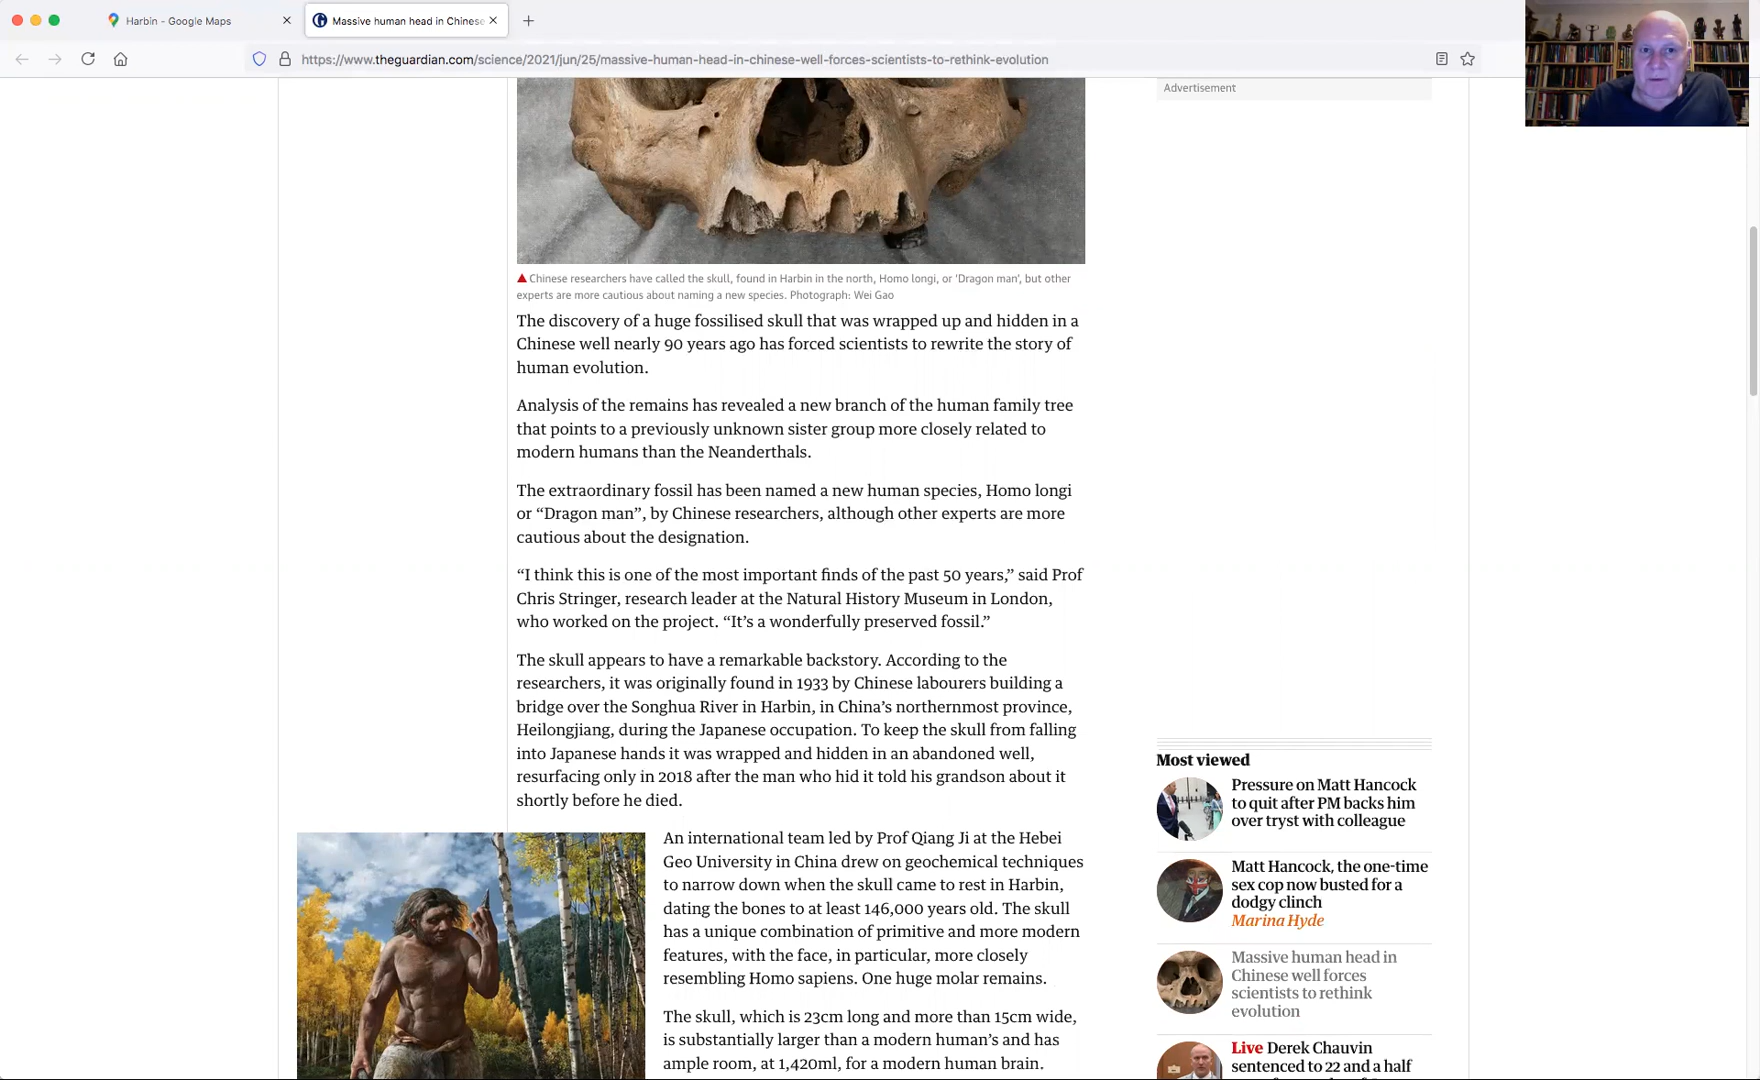 Harbin - Google Maps
Massive human head in Chinese
https://www.theguardian.com/science/2021/jun/25/massive-human-head-in-chinese-well-forces-scientists-to-rethink-evolution
Advertisement
Chinese researchers have called the skull, found in Harbin in the north, Homo longi, or 'Dragon man', but other
experts are more cautious about naming a new species. Photograph: Wei Gao
The discovery of a huge fossilised skull that was wrapped up and hidden in a
Chinese well nearly 90 years ago has forced scientists to rewrite the story of
human evolution.
Analysis of the remains has revealed a new branch of the human family tree
that points to a previously unknown sister group more closely related to
modern humans than the Neanderthals.
The extraordinary fossil has been named a new human species, Homo longi
or “Dragon man”, by Chinese researchers, although other experts are more
cautious about the designation.
“I think this is one of the most important finds of the past 50 years,” said Prof
Chris Stringer, research leader at the Natural History Museum in London,
who worked on the project. “It’s a wonderfully preserved fossil.”
The skull appears to have a remarkable backstory. According to the
researchers, it was originally found in 1933 by Chinese labourers building a
bridge over the Songhua River in Harbin, in China’s northernmost province,
Heilongjiang, during the Japanese occupation. To keep the skull from falling
into Japanese hands it was wrapped and hidden in an abandoned well,
resurfacing only in 2018 after the man who hid it told his grandson about it
shortly before he died.
An international team led by Prof Qiang Ji at the Hebei
Geo University in China drew on geochemical techniques
to narrow down when the skull came to rest in Harbin,
dating the bones to at least 146,000 years old. The skull
has a unique combination of primitive and more modern
features, with the face, in particular, more closely
resembling Homo sapiens. One huge molar remains.
The skull, which is 23cm long and more than 15cm wide,
is substantially larger than a modern human’s and has
ample room, at 1,420ml, for a modern human brain.
Most viewed
Pressure on Matt Hancock
to quit after PM backs him
over tryst with colleague
Matt Hancock, the one-time
sex cop now busted for a
dodgy clinch
Marina Hyde
Massive human head in
Chinese well forces
scientists to rethink
evolution
Live Derek Chauvin
sentenced to 22 and a half